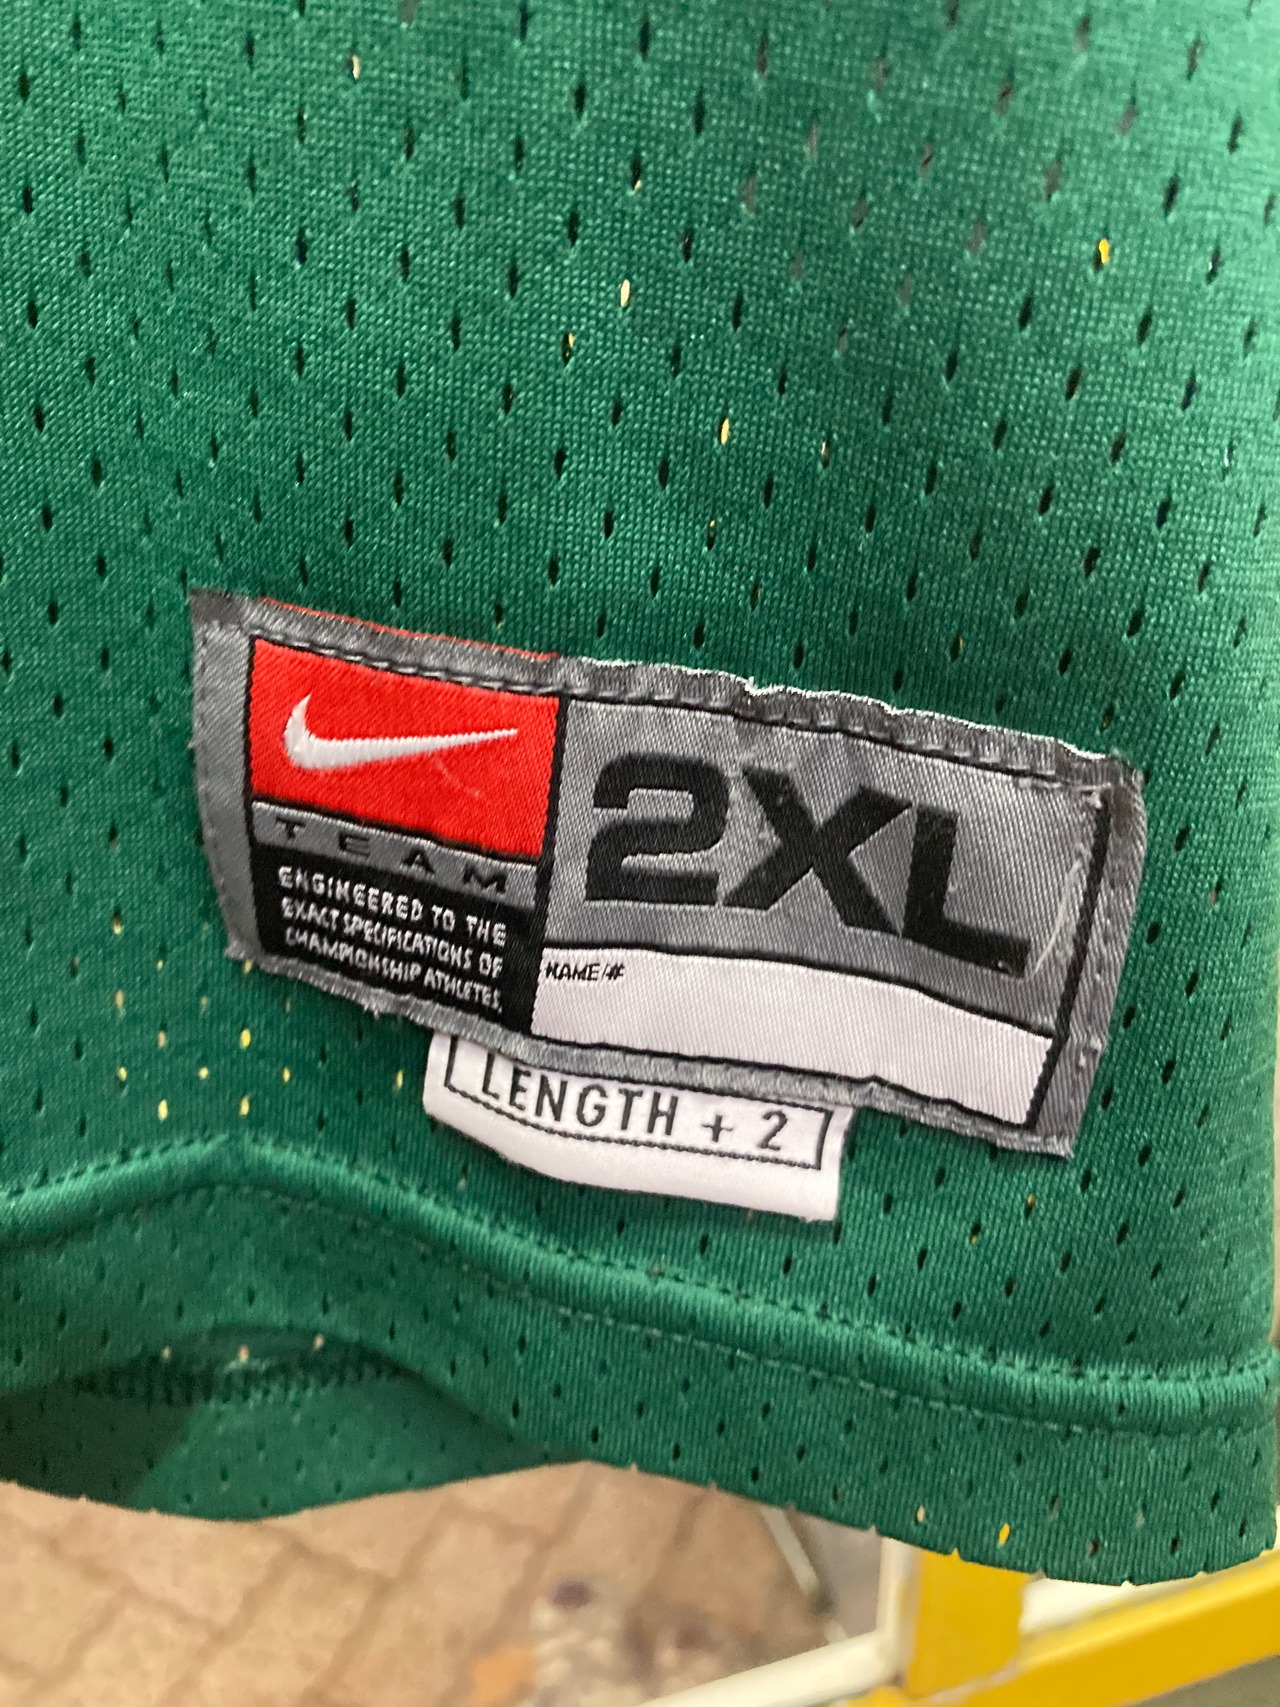 TEAM
ENGINEERED TO THE
EXACT SPECIFICATIONS OF
CHAMPIONSHIP ATHLETES.
2XL
NAME/#
LENGTH + 2